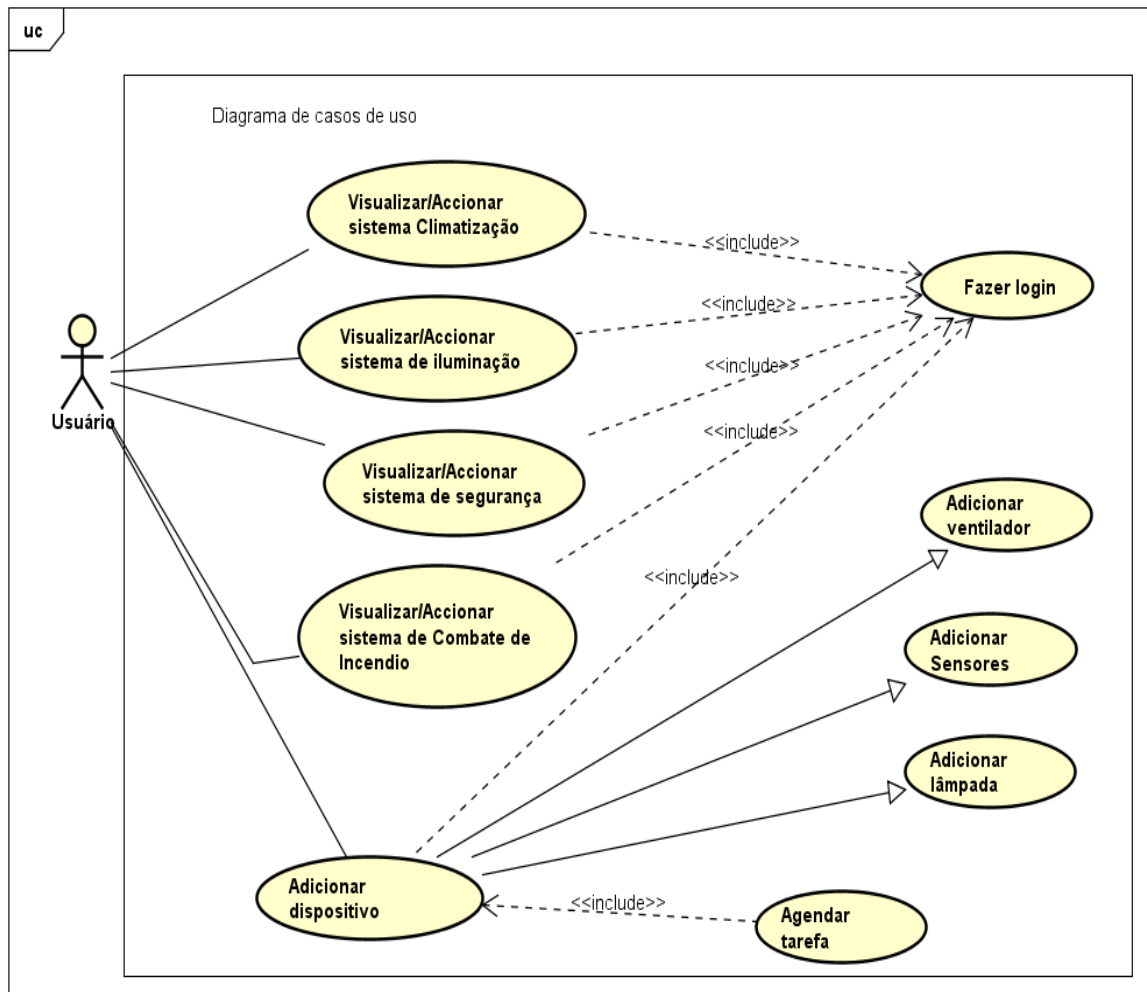 uc
Diagrama de casos de uso
Visualizar/Accionar
sistema Climatização
<<include>>
Fazer login
Visualizar/Accionar
sistema de iluminação
<<include>>
Usuário
Visualizar/Accionar
sistema de segurança
<<include>>
<<include>>
Adicionar
ventilador
Visualizar/Accionar
sistema de Combate de
Incendio
<<include>>
Adicionar
Sensores
Adicionar
lâmpada
Adicionar
dispositivo
<<include>>
Agendar
tarefa